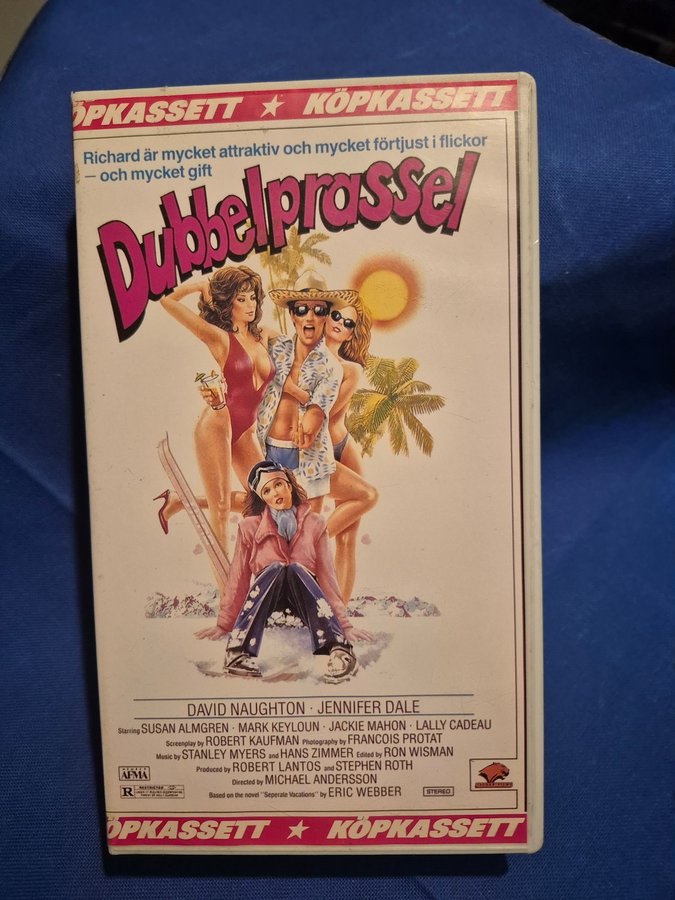 ÖPKASSETT ★ KÖPKASSETT
Richard är mycket attraktiv och mycket förtjust i flickor
– och mycket gift
Dubbelprassel
DAVID NAUGHTON · JENNIFER DALE
Starring SUSAN ALMGREN · MARK KEYLOUN · JACKIE MAHON · LALLY CADEAU
Screenplay by ROBERT KAUFMAN Photography by FRANCOIS PROTAT
Music by STANLEY MYERS and HANS ZIMMER Edited by RON WISMAN
Produced by ROBERT LANTOS and STEPHEN ROTH
Directed by MICHAEL ANDERSSON
Based on the novel "Seperate Vacations" by ERIC WEBBER
AFMA
R RESTRICTED
STEREO
ÖPKASSETT ★ KÖPKASSETT